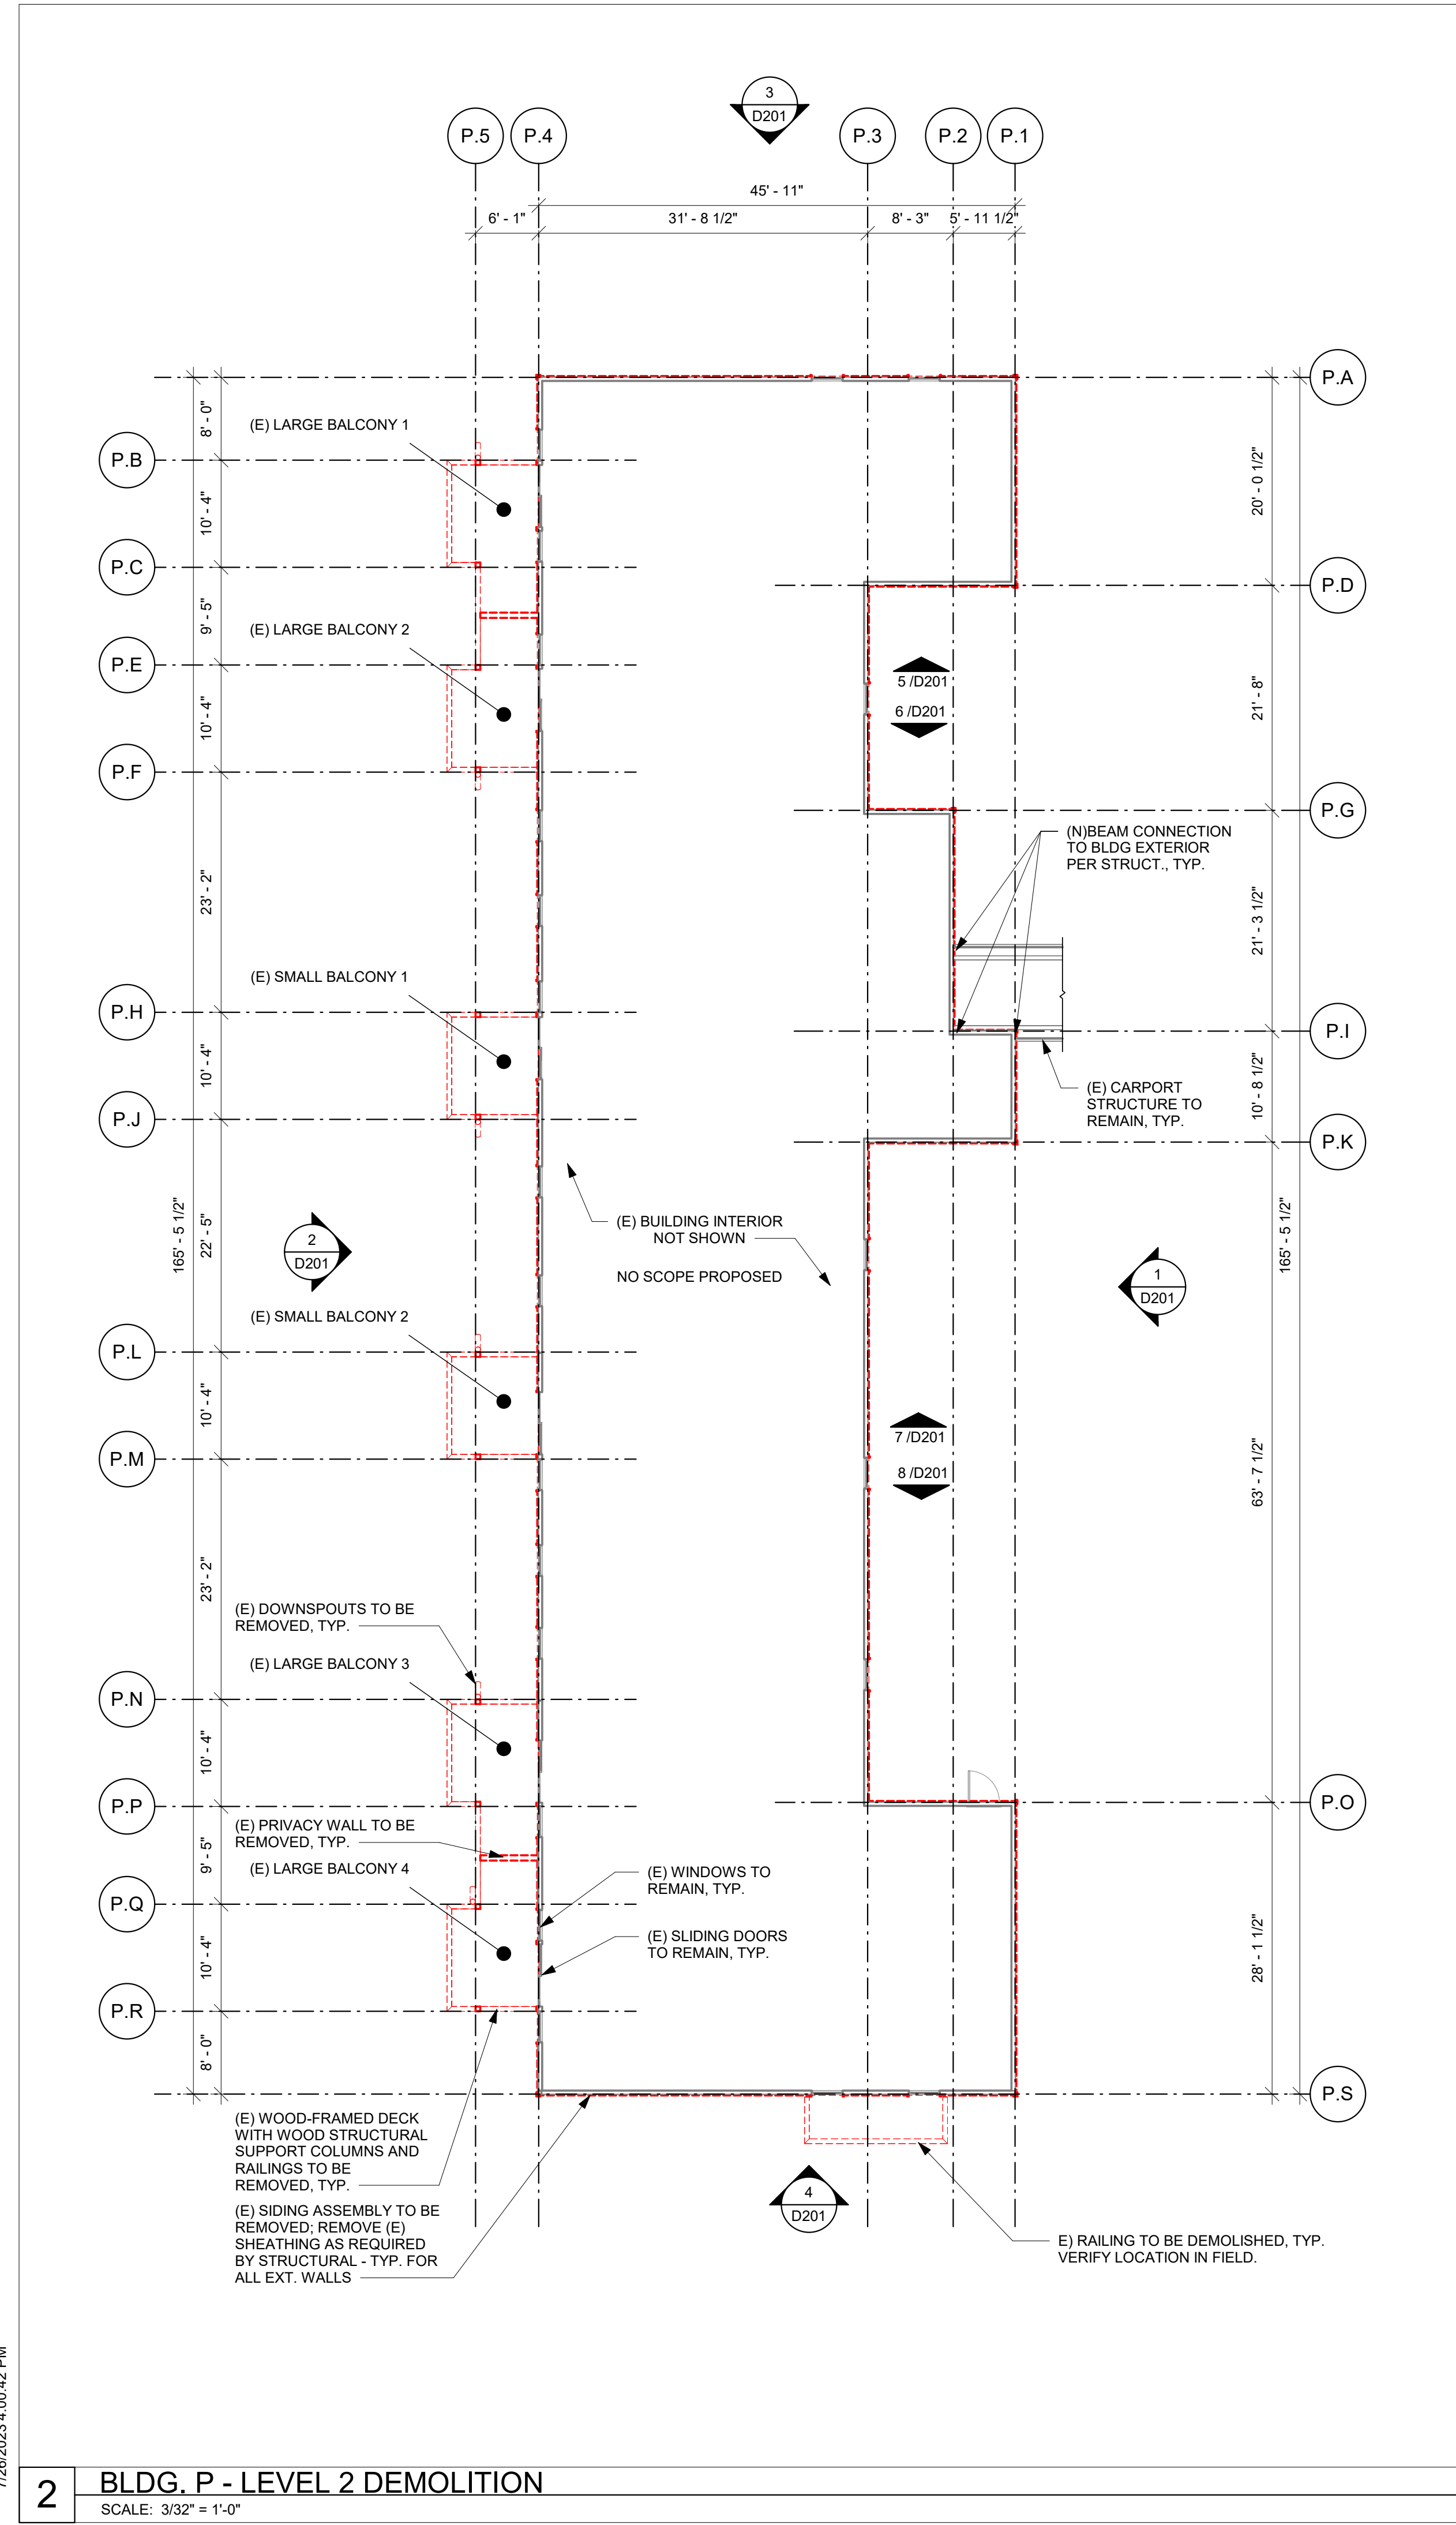 3
D201
P.5
P.4
P.3
P.2
P.1
45' - 11"
6' - 1"
31' - 8 1/2"
8' - 3"
5' - 11 1/2"
P.A
8' - 0"
(E) LARGE BALCONY 1
P.B
20' - 0 1/2"
10' - 4"
P.C
P.D
9' - 5"
(E) LARGE BALCONY 2
P.E
5 /D201
21' - 8"
10' - 4"
6 /D201
P.F
P.G
(N)BEAM CONNECTION
TO BLDG EXTERIOR
PER STRUCT., TYP.
23' - 2"
21' - 3 1/2"
(E) SMALL BALCONY 1
P.H
P.I
10' - 4"
(E) CARPORT
STRUCTURE TO
REMAIN, TYP.
10' - 8 1/2"
P.J
P.K
165' - 5 1/2"
22' - 5"
(E) BUILDING INTERIOR
NOT SHOWN
NO SCOPE PROPOSED
2
D201
1
D201
165' - 5 1/2"
(E) SMALL BALCONY 2
P.L
10' - 4"
7 /D201
P.M
8 /D201
63' - 7 1/2"
23' - 2"
(E) DOWNSPOUTS TO BE
REMOVED, TYP.
(E) LARGE BALCONY 3
P.N
10' - 4"
P.P
P.O
(E) PRIVACY WALL TO BE
REMOVED, TYP.
9' - 5"
(E) LARGE BALCONY 4
(E) WINDOWS TO
REMAIN, TYP.
P.Q
(E) SLIDING DOORS
TO REMAIN, TYP.
10' - 4"
28' - 1 1/2"
P.R
8' - 0"
P.S
(E) WOOD-FRAMED DECK
WITH WOOD STRUCTURAL
SUPPORT COLUMNS AND
RAILINGS TO BE
REMOVED, TYP.
4
D201
(E) SIDING ASSEMBLY TO BE
REMOVED; REMOVE (E)
SHEATHING AS REQUIRED
BY STRUCTURAL - TYP. FOR
ALL EXT. WALLS
E) RAILING TO BE DEMOLISHED, TYP.
VERIFY LOCATION IN FIELD.
7/26/2023 4:00:42 PM
2
BLDG. P - LEVEL 2 DEMOLITION
SCALE: 3/32" = 1'-0"